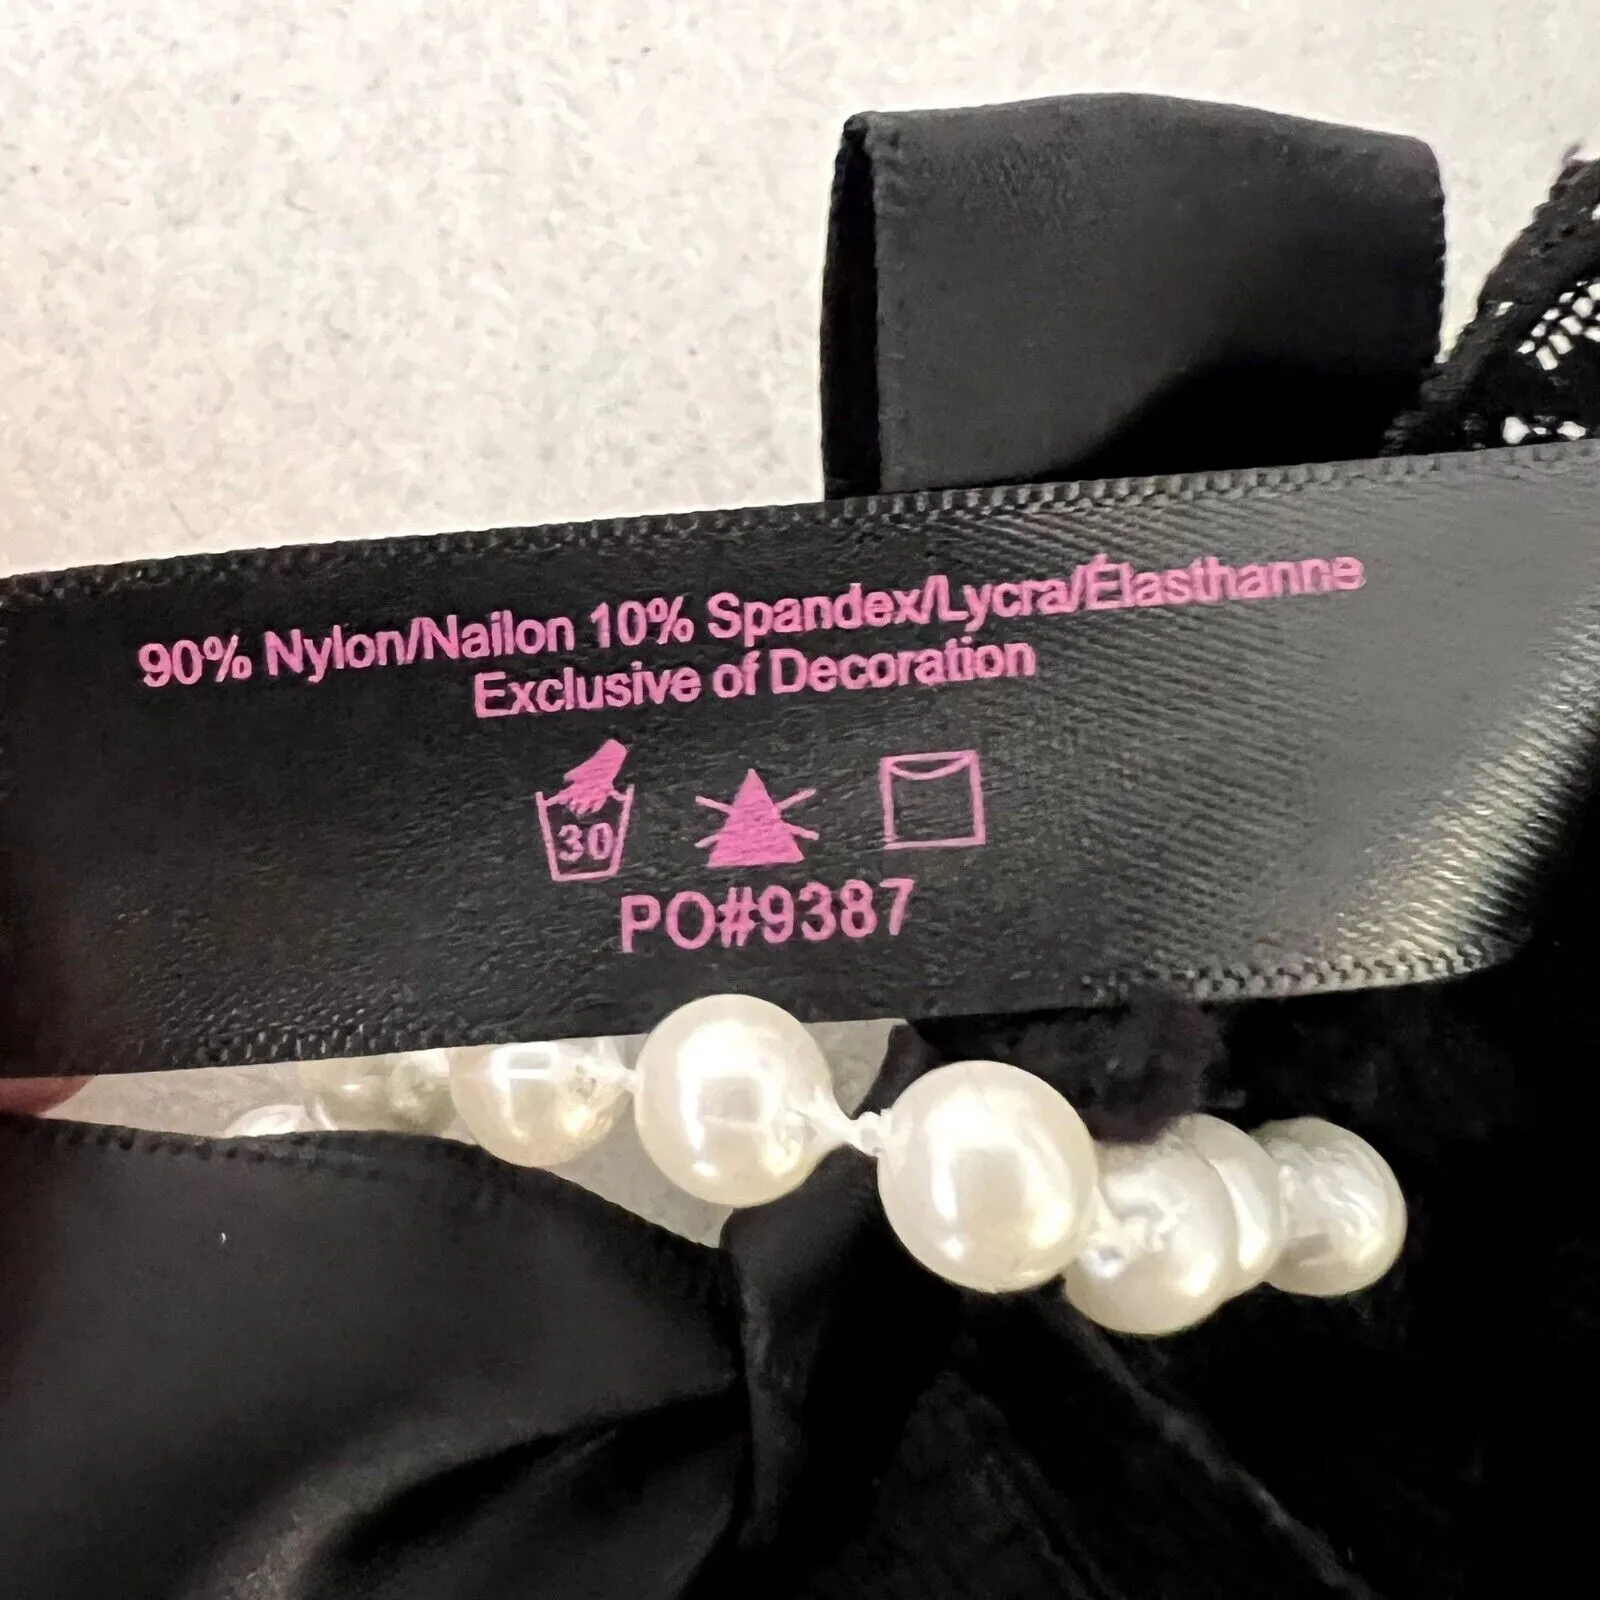 90% Nylon/Nailon 10% Spandex/Lycra/Élasthanne
Exclusive of Decoration
30
PO#9387